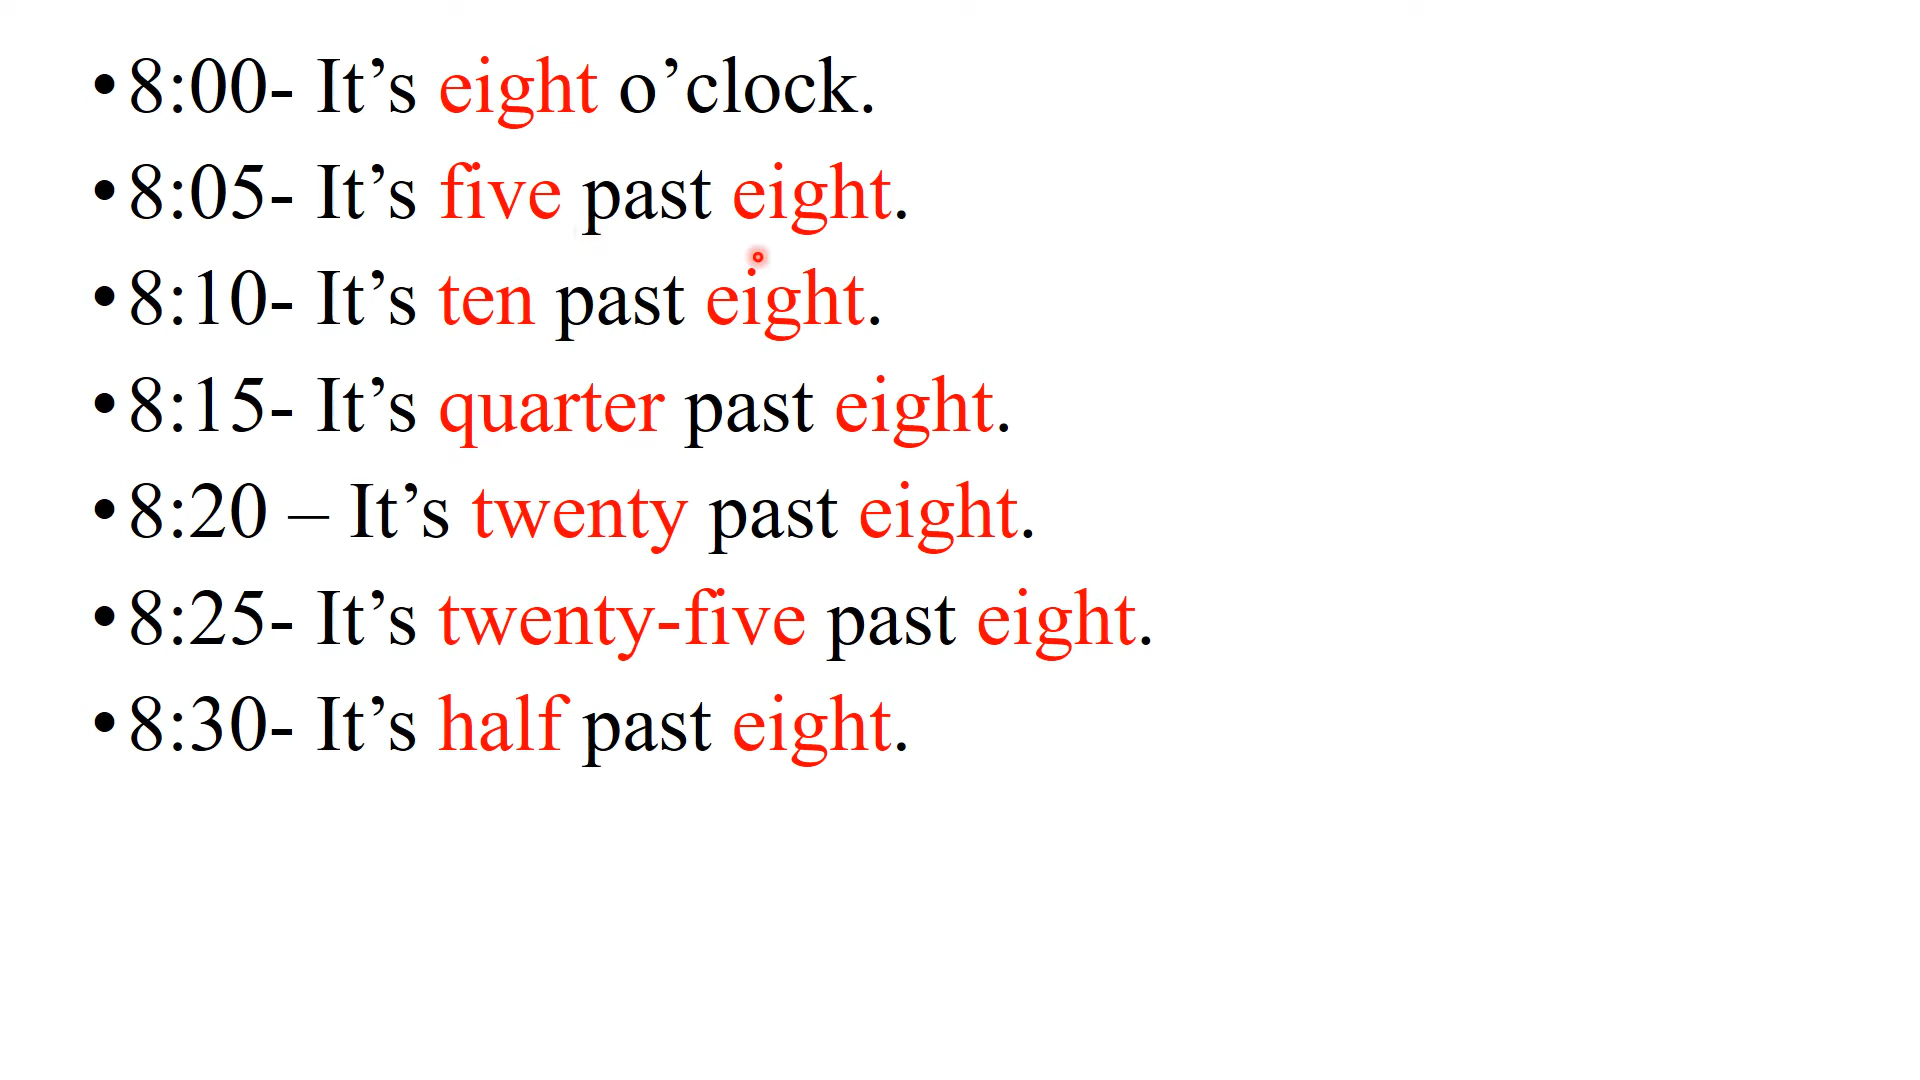 •8:00- It’s eight o’clock.
•8:05- It’s five past eight.
•8:10- It’s ten past eight.
•8:15- It’s quarter past eight.
•8:20 – It’s twenty past eight.
•8:25- It’s twenty-five past eight.
•8:30- It’s half past eight.